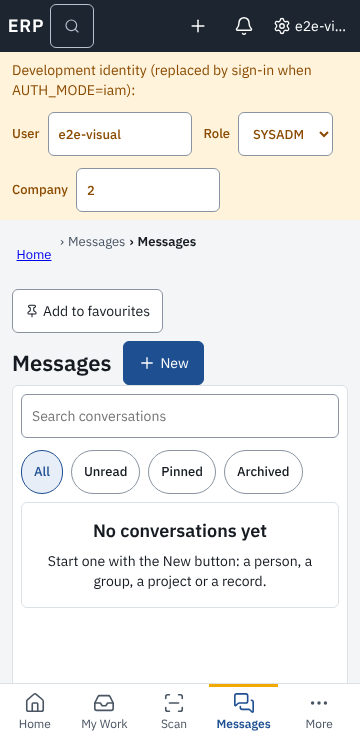 ERP
e2e-vi...
Development identity (replaced by sign-in when
AUTH_MODE=iam):
User e2e-visual Role SYSADM
Company 2
Home › Messages › Messages
Add to favourites
Messages + New
Search conversations
All Unread Pinned Archived
No conversations yet
Start one with the New button: a person, a
group, a project or a record.
Home My Work Scan Messages More